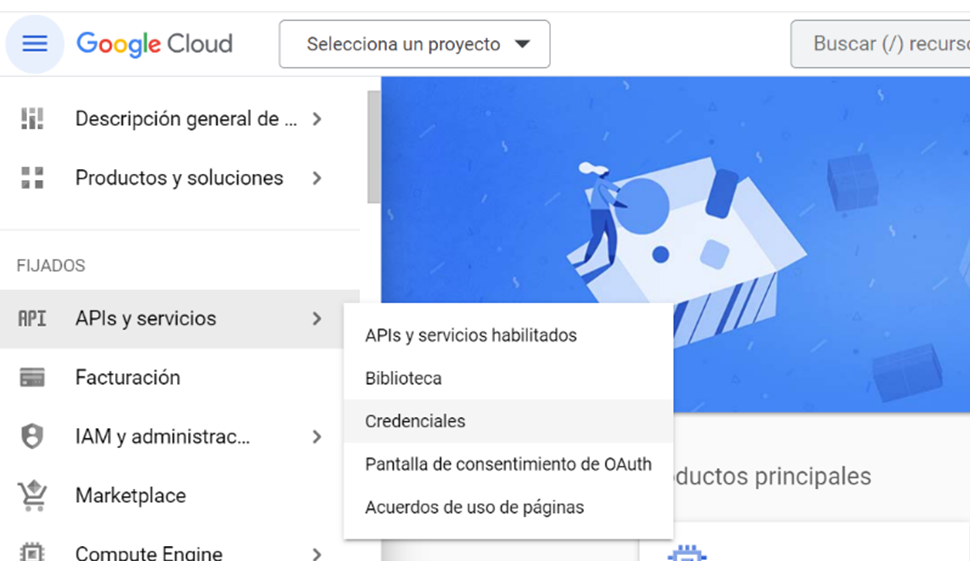 Google Cloud
Selecciona un proyecto
Buscar (/) recurso
Descripción general de ...
Productos y soluciones
FIJADOS
API APIs y servicios
APIs y servicios habilitados
Biblioteca
Credenciales
Pantalla de consentimiento de OAuth
Acuerdos de uso de páginas
Facturación
IAM y administrac...
Marketplace
Compute Engine
ductos principales